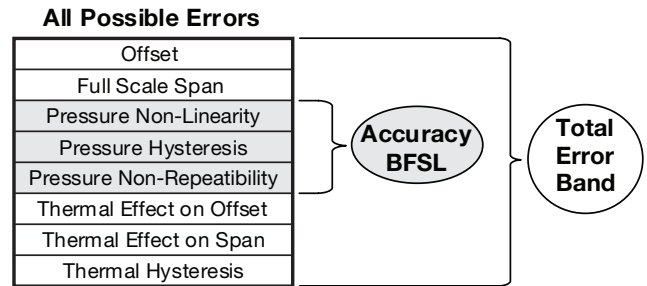 All Possible Errors
Offset
Full Scale Span
Pressure Non-Linearity
Pressure Hysteresis
Pressure Non-Repeatibility
Thermal Effect on Offset
Thermal Effect on Span
Thermal Hysteresis
Accuracy
BFSL
Total
Error
Band